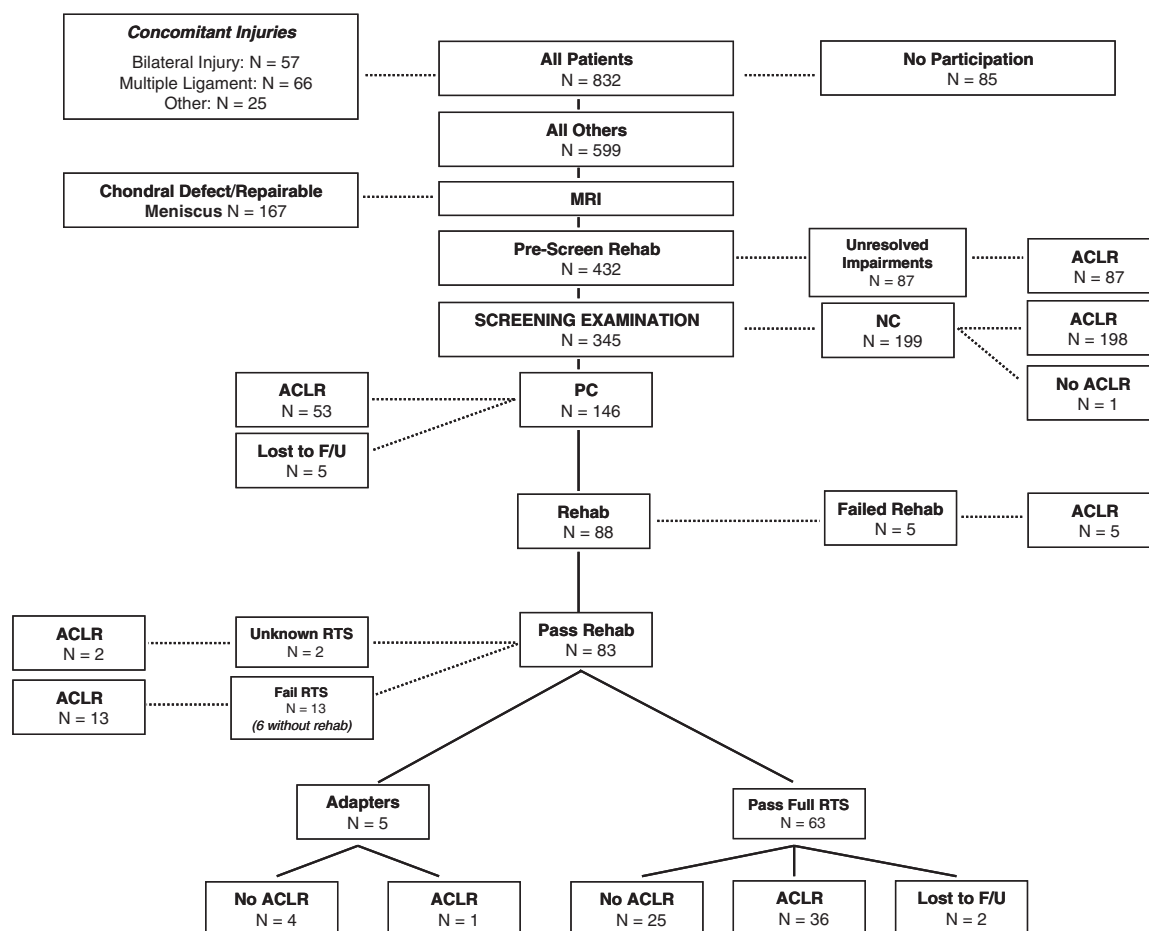 Concomitant Injuries
Bilateral Injury: N = 57
Multiple Ligament: N = 66
Other: N = 25
All Patients
N = 832
No Participation
N = 85
All Others
N = 599
Chondral Defect/Repairable
Meniscus N = 167
MRI
Pre-Screen Rehab
N = 432
Unresolved
Impairments
N = 87
ACLR
N = 87
SCREENING EXAMINATION
N = 345
NC
N = 199
ACLR
N = 198
No ACLR
N = 1
ACLR
N = 53
PC
N = 146
Lost to F/U
N = 5
Rehab
N = 88
Failed Rehab
N = 5
ACLR
N = 5
ACLR
N = 2
Unknown RTS
N = 2
Pass Rehab
N = 83
ACLR
N = 13
Fail RTS
N = 13
(6 without rehab)
Adapters
N = 5
Pass Full RTS
N = 63
No ACLR
N = 4
ACLR
N = 1
No ACLR
N = 25
ACLR
N = 36
Lost to F/U
N = 2